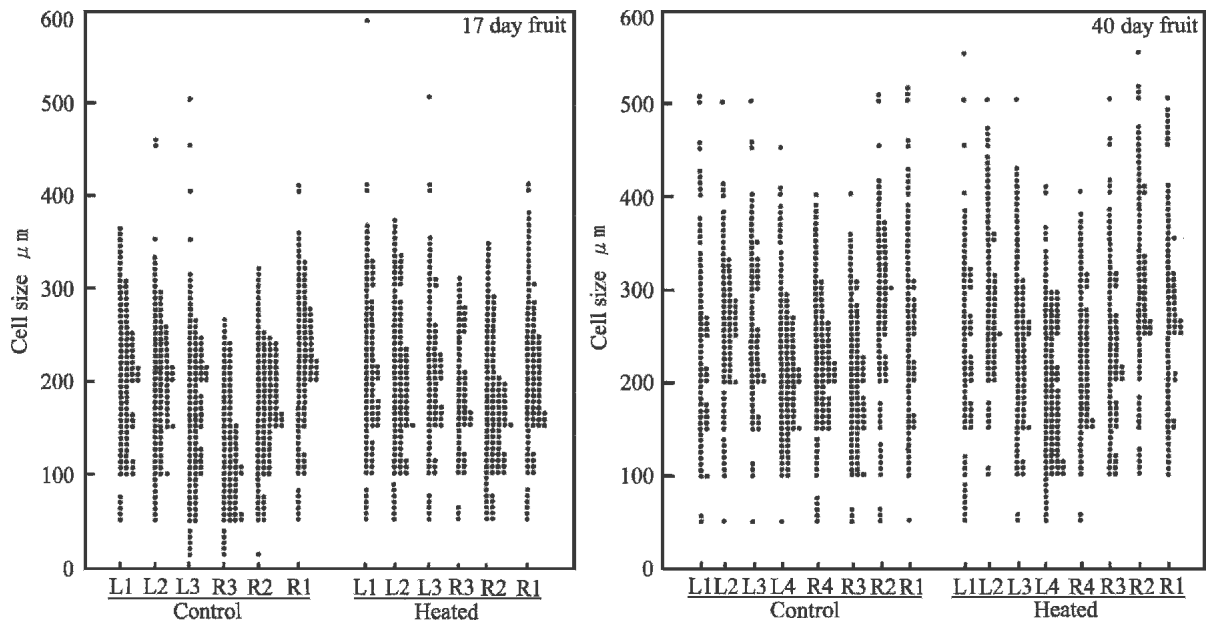 17 day fruit
Cell size μm
600
500
400
300
200
100
0
L1 L2 L3 R3 R2 R1 L1 L2 L3 R3 R2 R1
Control Heated
40 day fruit
Cell size μm
600
500
400
300
200
100
0
L1 L2 L3 L4 R4 R3 R2 R1 L1 L2 L3 L4 R4 R3 R2 R1
Control Heated